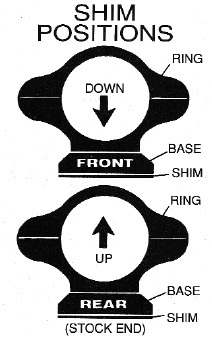 SHIM
POSITIONS
RING
DOWN
BASE
FRONT
SHIM
RING
UP
BASE
REAR
SHIM
(STOCK END)